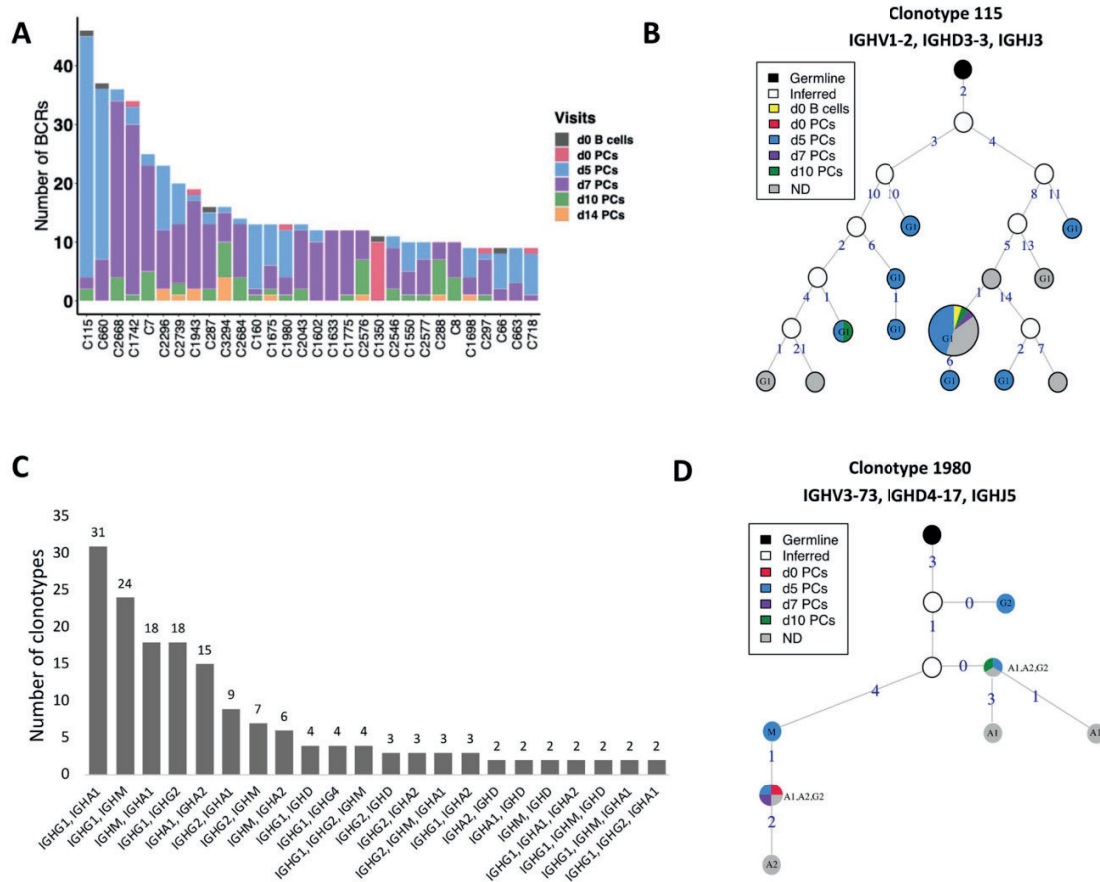 A
Number of BCRs
40
30
20
10
0
C115 C660 C2668 C1742 C7 C2296 C2739 C1943 C287 C3294 C2684 C160 C1675 C1980 C2043 C1602 C1633 C1775 C2576 C1350 C2546 C1550 C2577 C288 C8 C1698 C297 C66 C663 C718
Visits
d0 B cells
d0 PCs
d5 PCs
d7 PCs
d10 PCs
d14 PCs
B
Clonotype 115
IGHV1-2, IGHD3-3, IGHJ3
Germline
Inferred
d0 B cells
d0 PCs
d5 PCs
d7 PCs
d10 PCs
ND
2
3 4
10 10 8 11
G1 G1
2 6 5 13
G1 G1
4 1 1 1 14
G1 G1 G1
1 21 6 2 7
G1 G1 G1
C
Number of clonotypes
35
30
25
20
15
10
5
0
31 24 18 18 15 9 7 6 4 4 4 3 3 3 3 2 2 2 2 2 2 2
IGHG1, IGHA1
IGHG1, IGHM
IGHM, IGHA1
IGHG1, IGHG2
IGHA1, IGHA2
IGHG2, IGHA1
IGHG2, IGHM
IGHM, IGHA2
IGHG1, IGHD
IGHG1, IGHG4
IGHG1, IGHG2, IGHM
IGHG2, IGHD
IGHG2, IGHA2
IGHG2, IGHM, IGHA1
IGHG1, IGHA2
IGHA2, IGHD
IGHA1, IGHD
IGHM, IGHD
IGHG1, IGHA1, IGHA2
IGHG1, IGHM, IGHD
IGHG1, IGHM, IGHA1
IGHG1, IGHG2, IGHA1
D
Clonotype 1980
IGHV3-73, IGHD4-17, IGHJ5
Germline
Inferred
d0 PCs
d5 PCs
d7 PCs
d10 PCs
ND
3
0 G2
1
0 A1,A2,G2
4 3 1
M A1 A1
1
A1,A2,G2
2
A2